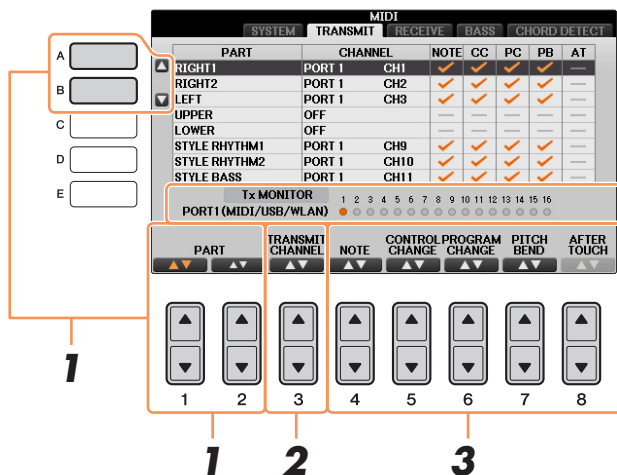 MIDI
SYSTEM TRANSMIT RECEIVE BASS CHORD DETECT
PART CHANNEL NOTE CC PC PB AT
RIGHT1 PORT 1 CH1
RIGHT2 PORT 1 CH2
LEFT PORT 1 CH3
UPPER OFF
LOWER OFF
STYLE RHYTHM1 PORT 1 CH9
STYLE RHYTHM2 PORT 1 CH10
STYLE BASS PORT 1 CH11
A
B
C
D
E
Tx MONITOR 1 2 3 4 5 6 7 8 9 10 11 12 13 14 15 16
PORT1 (MIDI/USB/WLAN)
PART
TRANSMIT CHANNEL
NOTE
CONTROL CHANGE
PROGRAM CHANGE
PITCH BEND
AFTER TOUCH
1 2 3 4 5 6 7 8
1
1 2 3